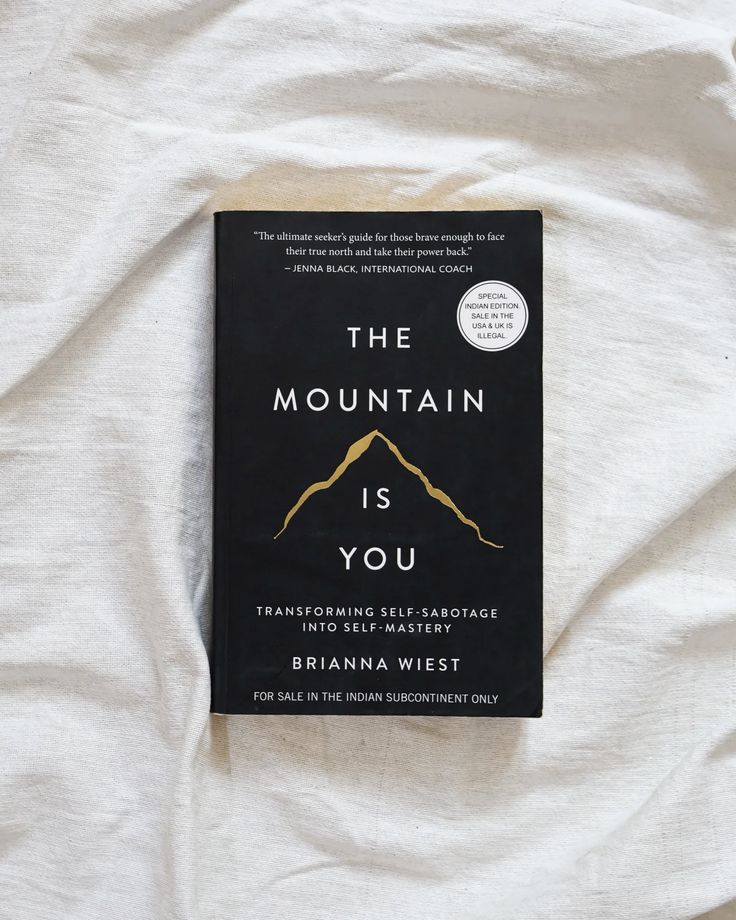 “The ultimate seeker’s guide for those brave enough to face
their true north and take their power back.”
– JENNA BLACK, INTERNATIONAL COACH
SPECIAL
INDIAN EDITION
SALE IN THE
USA & UK IS
ILLEGAL
THE
MOUNTAIN
IS
YOU
TRANSFORMING SELF-SABOTAGE
INTO SELF-MASTERY
BRIANNA WIEST
FOR SALE IN THE INDIAN SUBCONTINENT ONLY